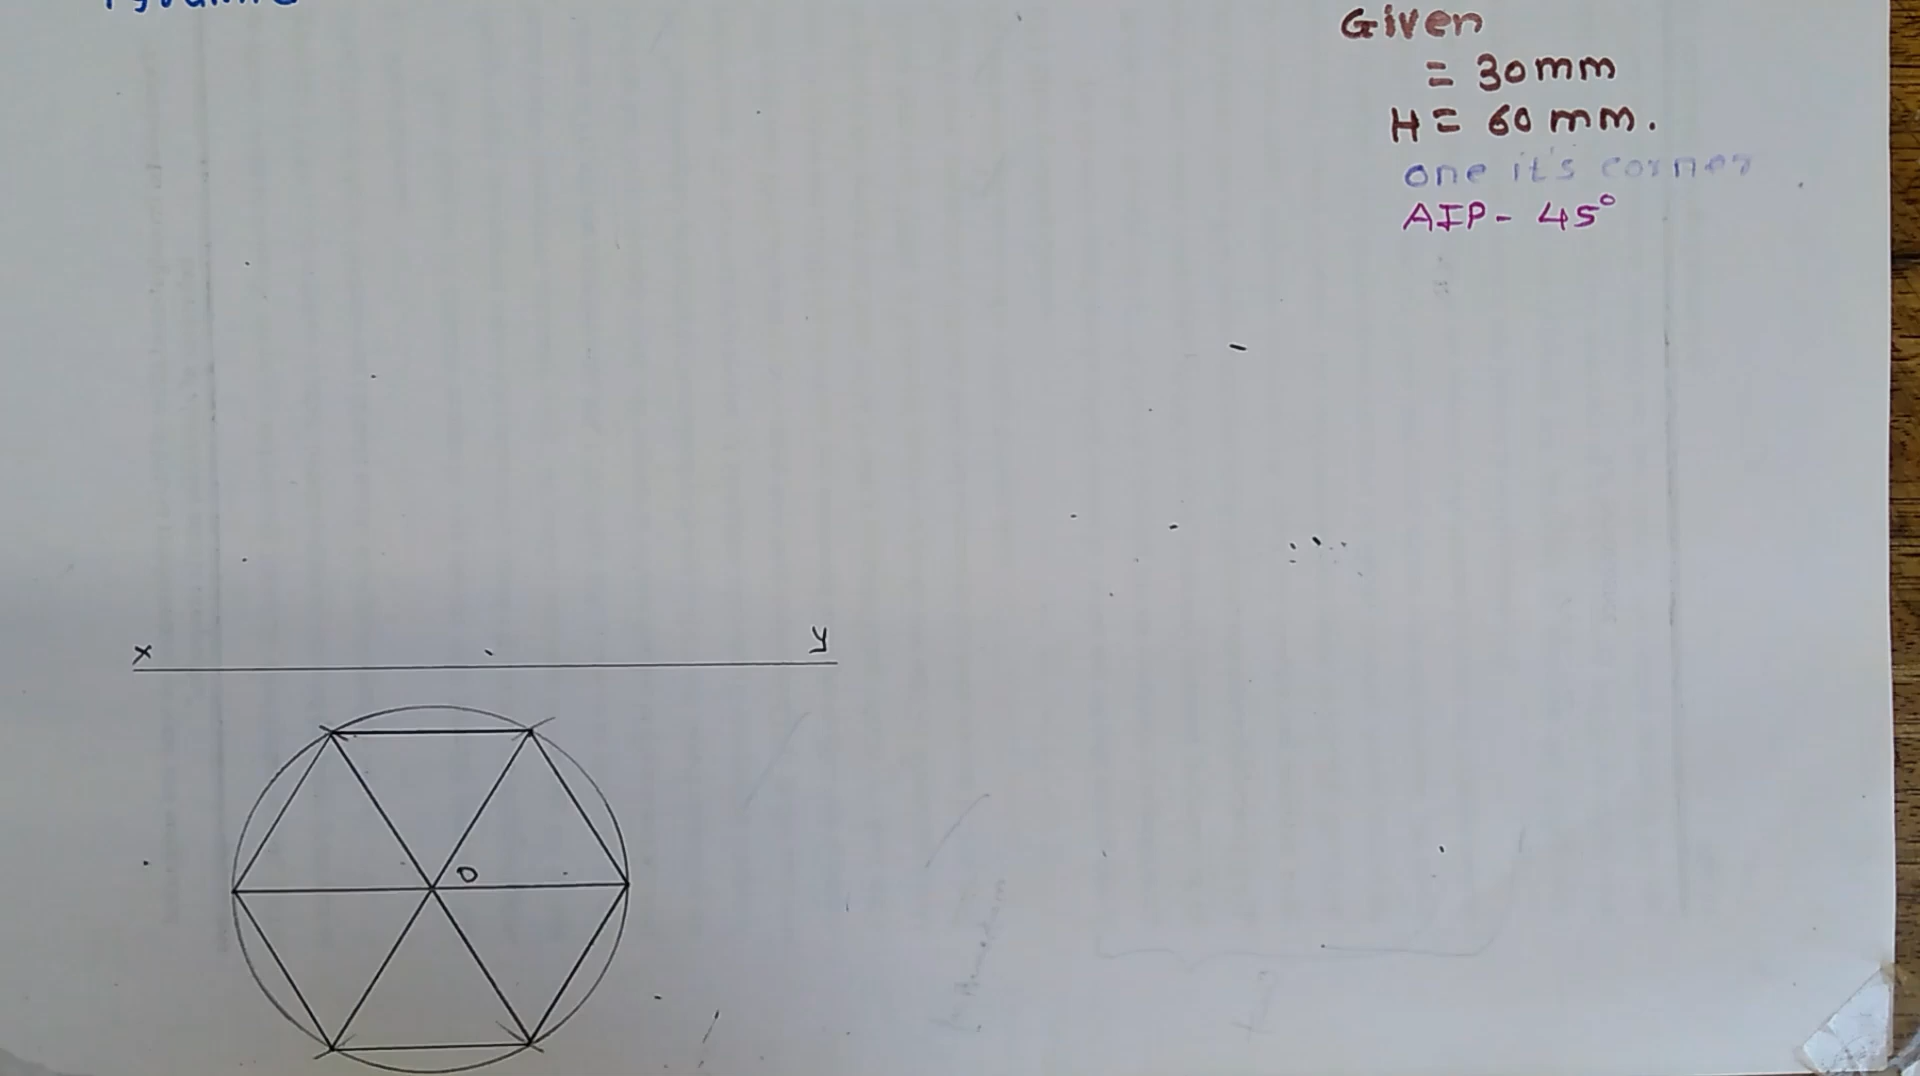 Given
= 30mm
H = 60 mm.
one it's corner
AIP - 45°
X
y
O